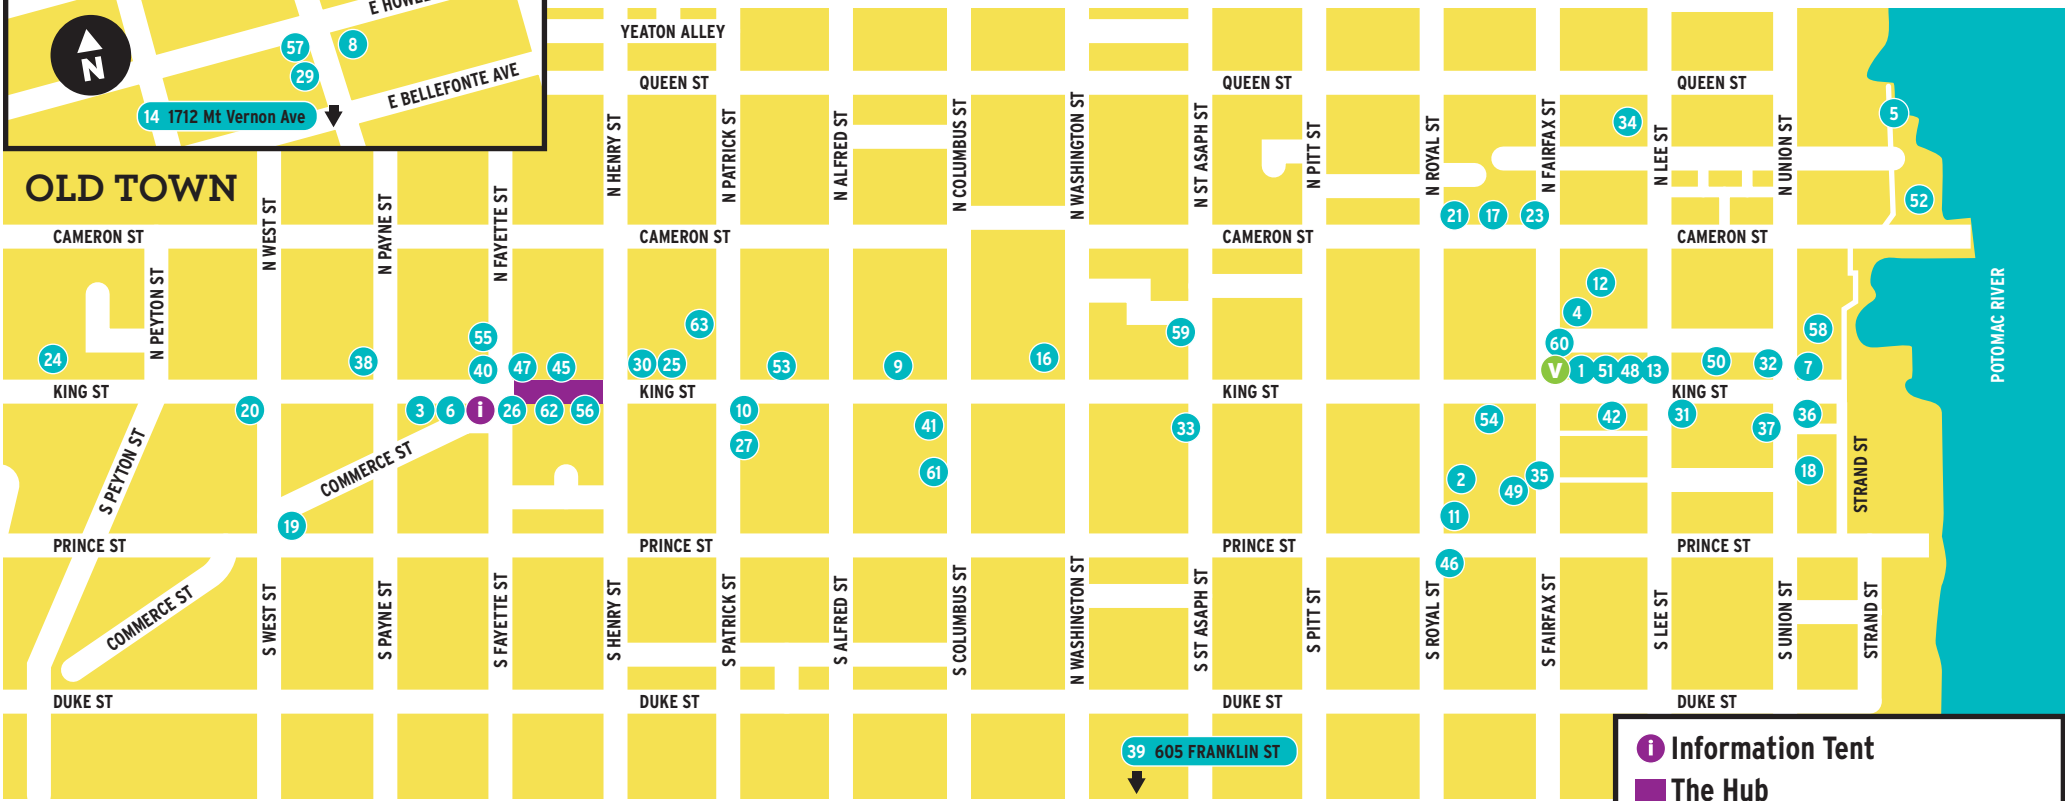 E HOWELL
N
57
8
29
14 1712 Mt Vernon Ave
E BELLEFONTE AVE
OLD TOWN
YEATON ALLEY
QUEEN ST
QUEEN ST
QUEEN ST
N WEST ST
N PAYNE ST
N FAYETTE ST
N HENRY ST
N PATRICK ST
N ALFRED ST
N COLUMBUS ST
N WASHINGTON ST
N ST ASAPH ST
N PITT ST
N ROYAL ST
N FAIRFAX ST
N LEE ST
N UNION ST
34
5
52
21
17
23
CAMERON ST
CAMERON ST
CAMERON ST
CAMERON ST
N PEYTON ST
POTOMAC RIVER
12
4
63
58
55
59
60
24
38
40
47
45
30
25
53
9
16
V
1
51
48
13
50
32
7
KING ST
KING ST
KING ST
KING ST
20
3
6
i
26
62
56
10
27
41
61
33
54
42
31
37
36
18
2
49
35
11
S PEYTON ST
COMMERCE ST
STRAND ST
19
PRINCE ST
PRINCE ST
PRINCE ST
PRINCE ST
46
COMMERCE ST
S WEST ST
S PAYNE ST
S FAYETTE ST
S HENRY ST
S PATRICK ST
S ALFRED ST
S COLUMBUS ST
N WASHINGTON ST
S ST ASAPH ST
S PITT ST
S ROYAL ST
S FAIRFAX ST
S LEE ST
S UNION ST
STRAND ST
DUKE ST
DUKE ST
DUKE ST
DUKE ST
39 605 FRANKLIN ST
i Information Tent
The Hub